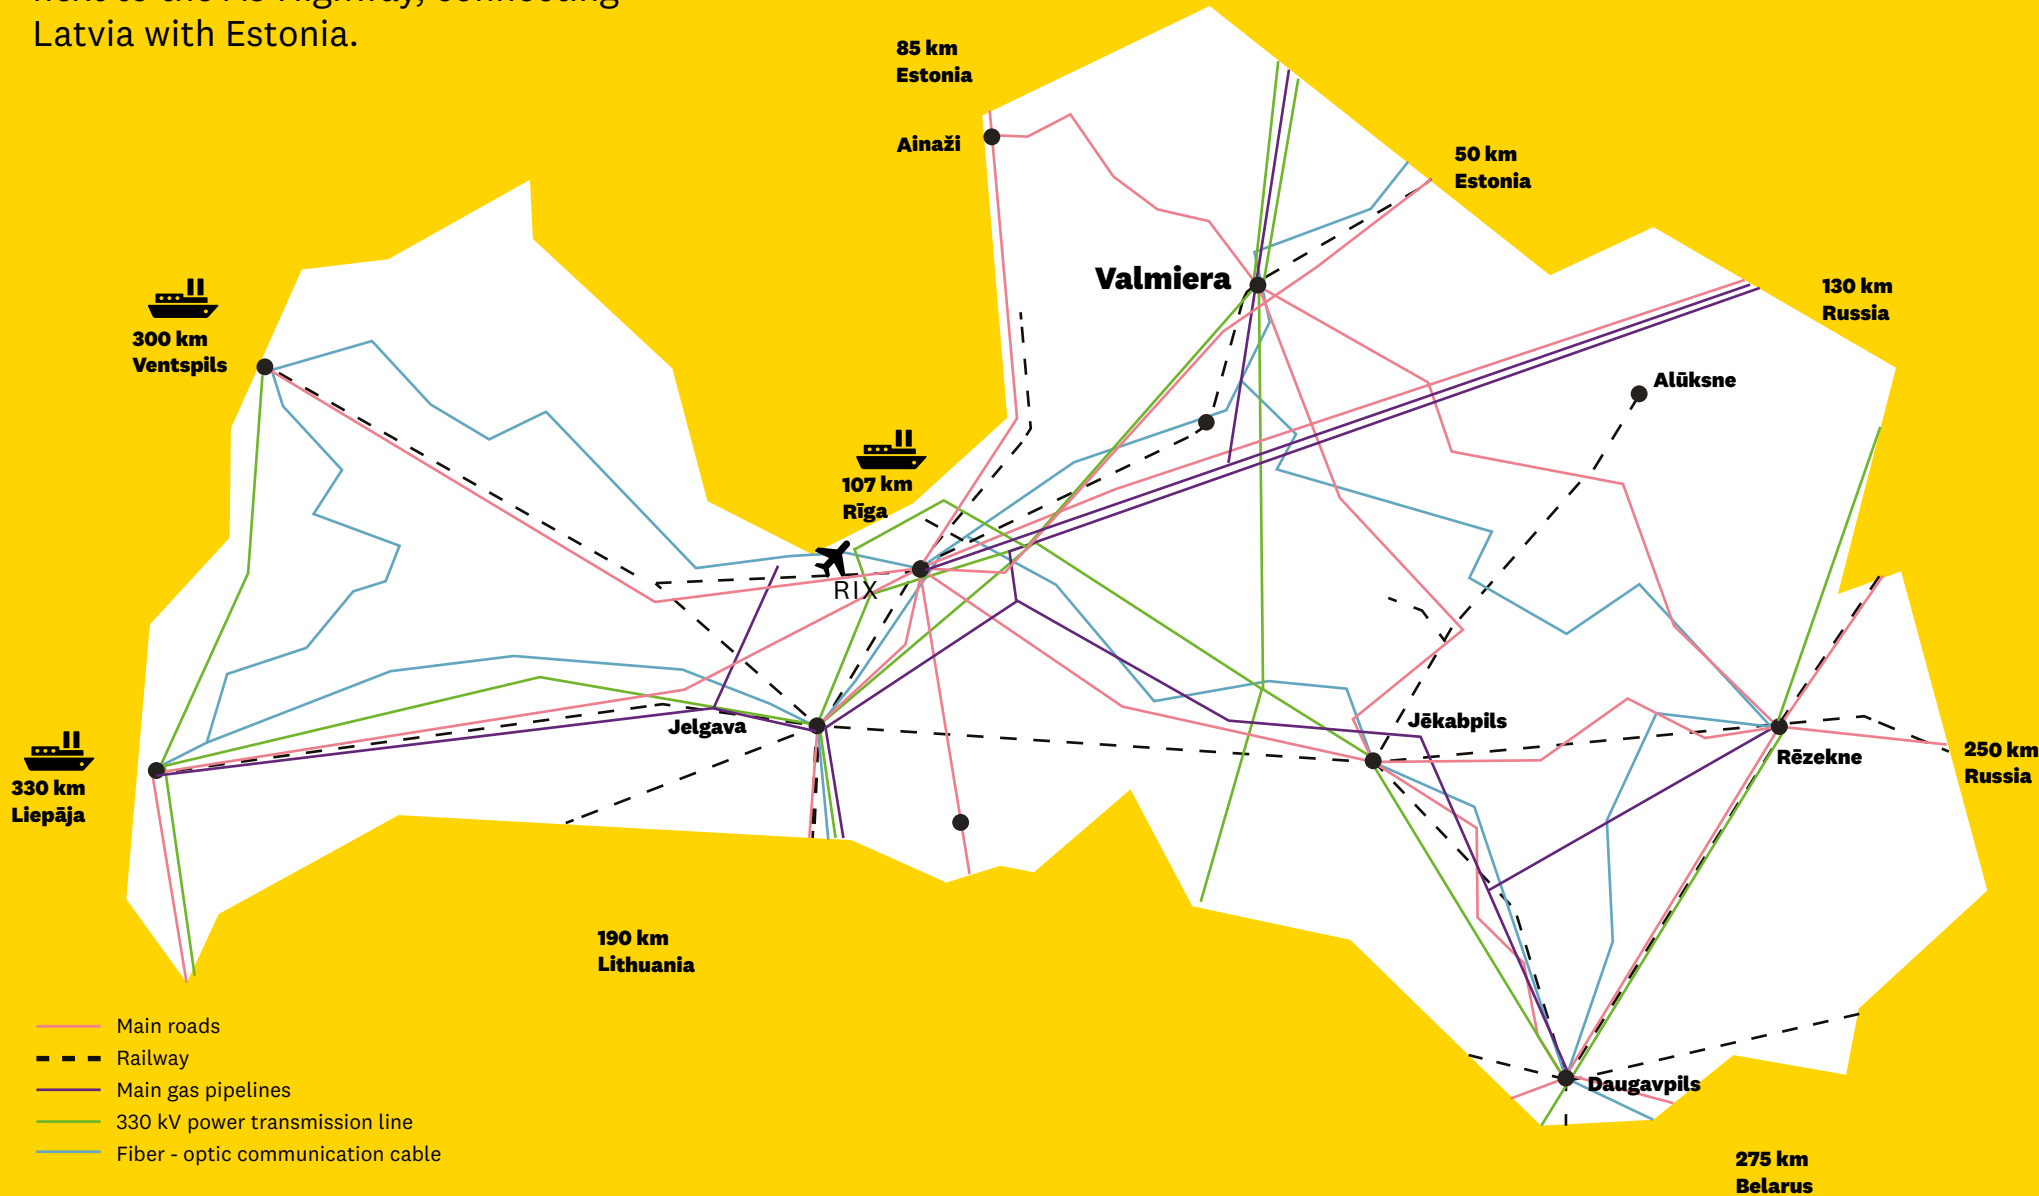 Latvia with Estonia.
85 km
Estonia
Ainaži
50 km
Estonia
Valmiera
130 km
Russia
300 km
Ventspils
Alūksne
107 km
Rīga
RIX
Jelgava
Jēkabpils
Rēzekne
250 km
Russia
330 km
Liepāja
190 km
Lithuania
Daugavpils
275 km
Belarus
Main roads
Railway
Main gas pipelines
330 kV power transmission line
Fiber - optic communication cable